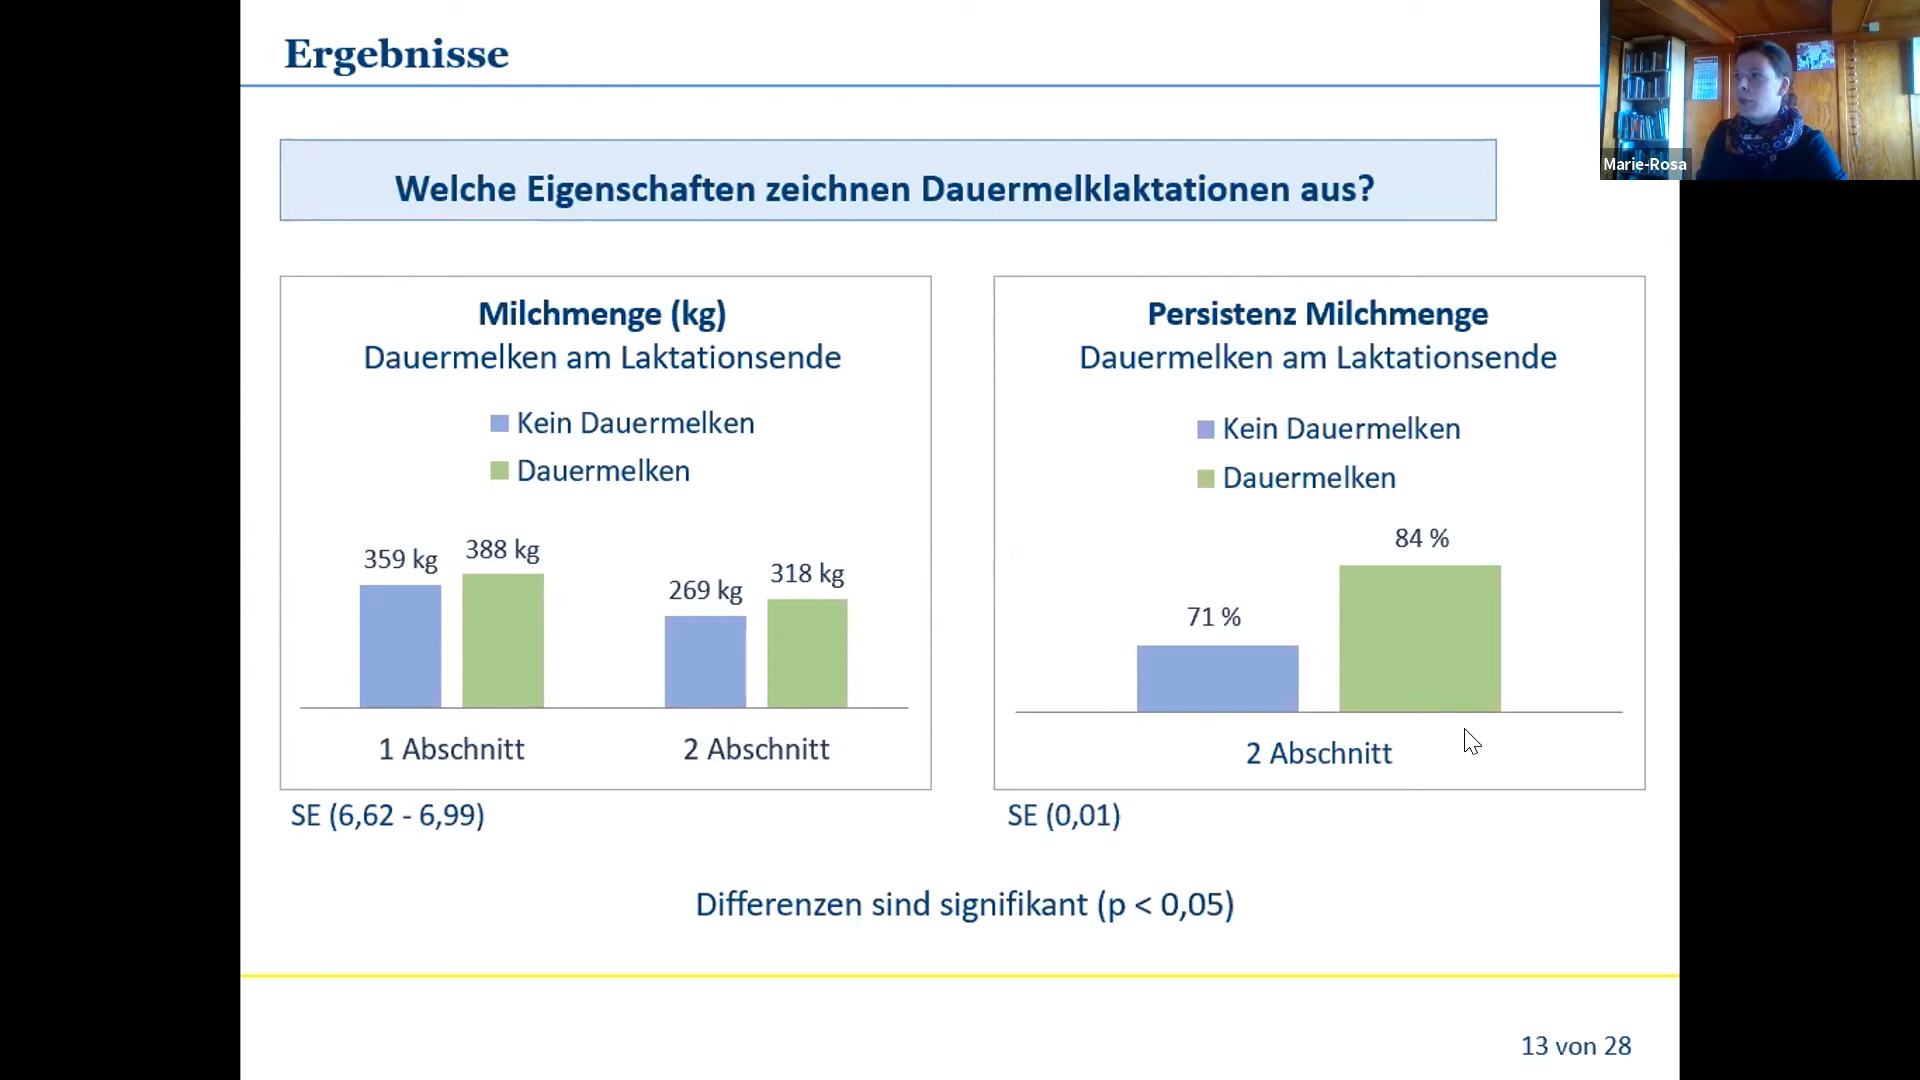 Ergebnisse
Marie-Rosa
Welche Eigenschaften zeichnen Dauermelklaktationen aus?
Milchmenge (kg)
Dauermelken am Laktationsende
Kein Dauermelken
Dauermelken
359 kg
388 kg
269 kg
318 kg
1 Abschnitt
2 Abschnitt
SE (6,62 - 6,99)
Persistenz Milchmenge
Dauermelken am Laktationsende
Kein Dauermelken
Dauermelken
71 %
84 %
2 Abschnitt
SE (0,01)
Differenzen sind signifikant (p < 0,05)
13 von 28